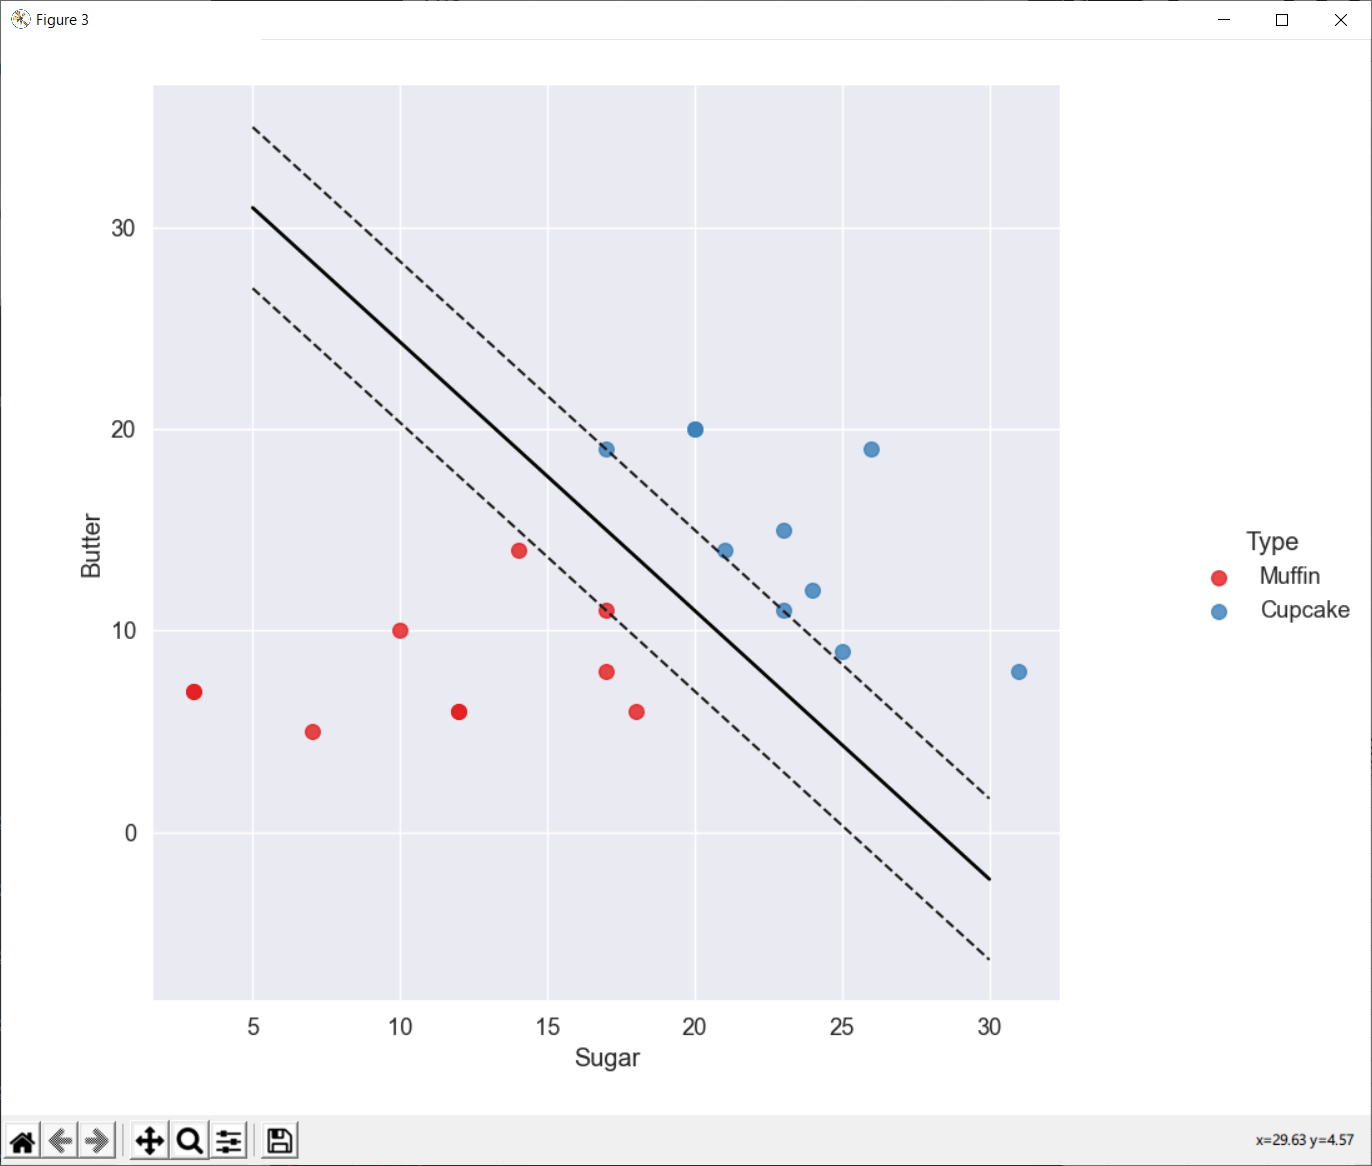 Figure 3
30
20
10
0
Butter
5 10 15 20 25 30
Sugar
Type
Muffin
Cupcake
x=29.63 y=4.57